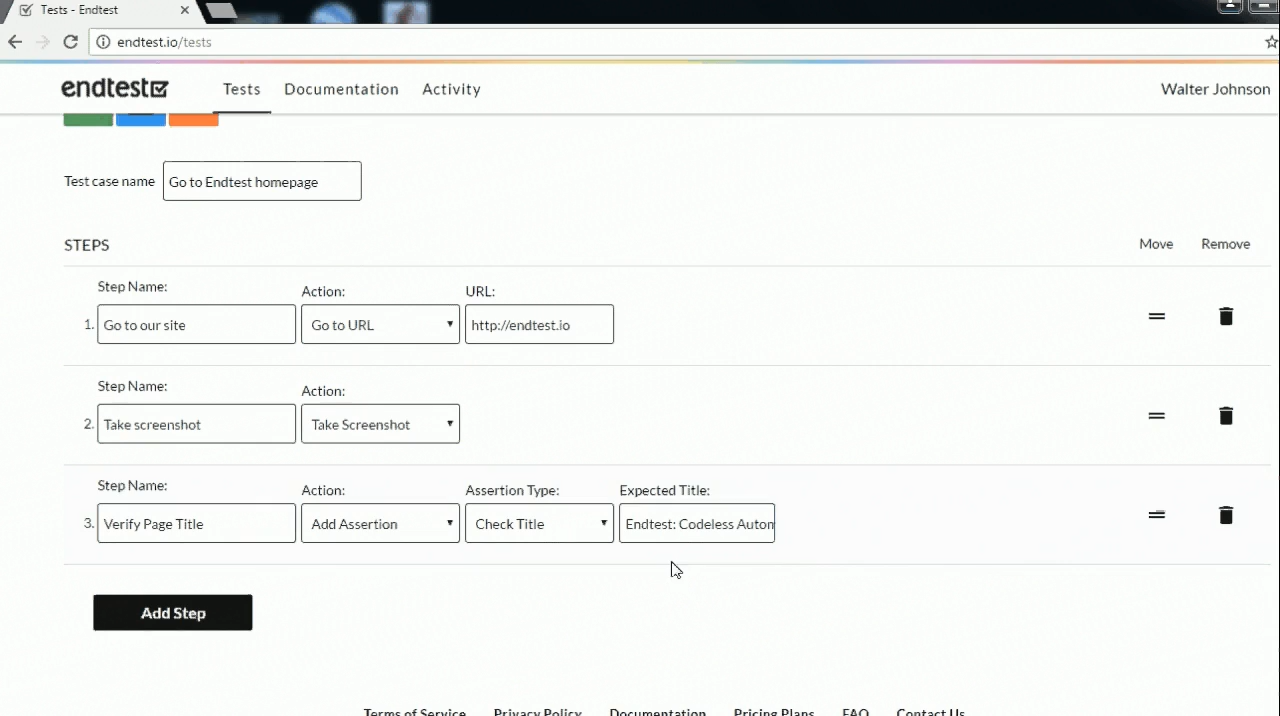 Tests - Endtest
endtest.io/tests
endtest Tests Documentation Activity Walter Johnson
Test case name Go to Endtest homepage
STEPS Move Remove
Step Name: Action: URL:
1. Go to our site Go to URL http://endtest.io
Step Name: Action:
2. Take screenshot Take Screenshot
Step Name: Action: Assertion Type: Expected Title:
3. Verify Page Title Add Assertion Check Title Endtest: Codeless Autom
Add Step
Terms of Service Privacy Policy Documentation Pricing Plans FAQ Contact Us